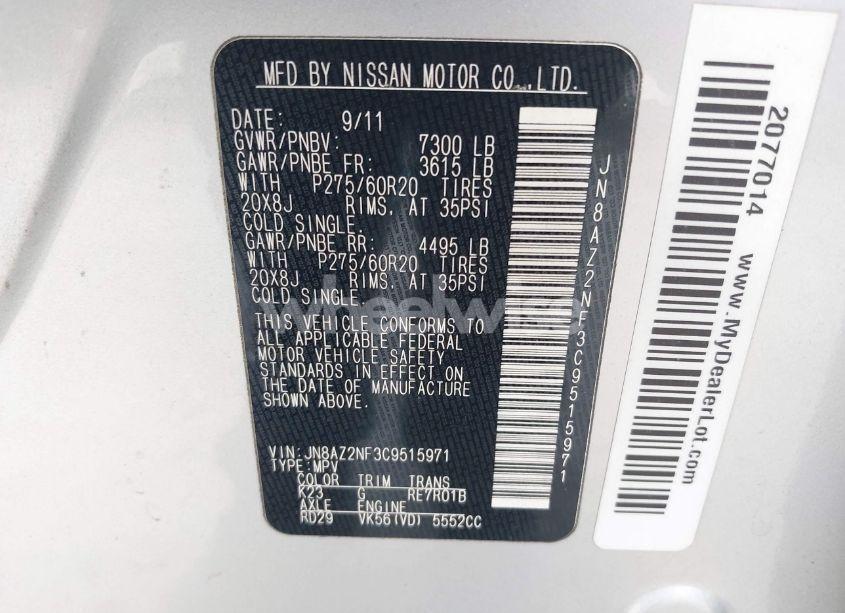 MFD BY NISSAN MOTOR CO.,LTD.
DATE: 9/11
GVWR/PNBV: 7300 LB
GAWR/PNBE FR: 3615 LB
WITH P275/60R20 TIRES
20X8J RIMS, AT 35PSI
COLD SINGLE.
GAWR/PNBE RR: 4495 LB
WITH P275/60R20 TIRES
20X8J RIMS, AT 35PSI
COLD SINGLE.
THIS VEHICLE CONFORMS TO
ALL APPLICABLE FEDERAL
MOTOR VEHICLE SAFETY
STANDARDS IN EFFECT ON
THE DATE OF MANUFACTURE
SHOWN ABOVE.
VIN: JN8AZ2NF3C9515971
TYPE: MPV
COLOR TRIM TRANS
K23 G RE7R01B
AXLE ENGINE
RD29 VK56(VD) 5552CC
JN8AZ2NF3C9515971
2077014
www.MyDealerLot.com
wheelwise